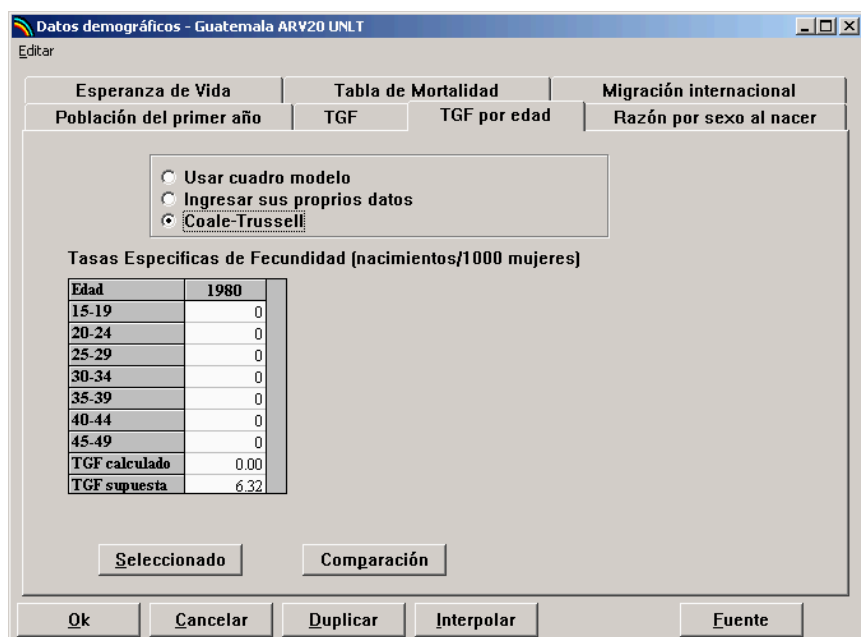 Datos demográficos - Guatemala ARV20 UNLT
Editar
Esperanza de Vida Tabla de Mortalidad Migración internacional
Población del primer año TGF TGF por edad Razón por sexo al nacer
Usar cuadro modelo
Ingresar sus proprios datos
Coale-Trussell
Tasas Especificas de Fecundidad (nacimientos/1000 mujeres)
Edad 1980
15-19 0
20-24 0
25-29 0
30-34 0
35-39 0
40-44 0
45-49 0
TGF calculado 0.00
TGF supuesta 6.32
Seleccionado Comparación
Ok Cancelar Duplicar Interpolar Fuente